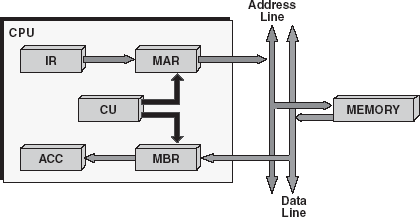 Address
Line
CPU
IR
MAR
CU
MEMORY
ACC
MBR
Data
Line